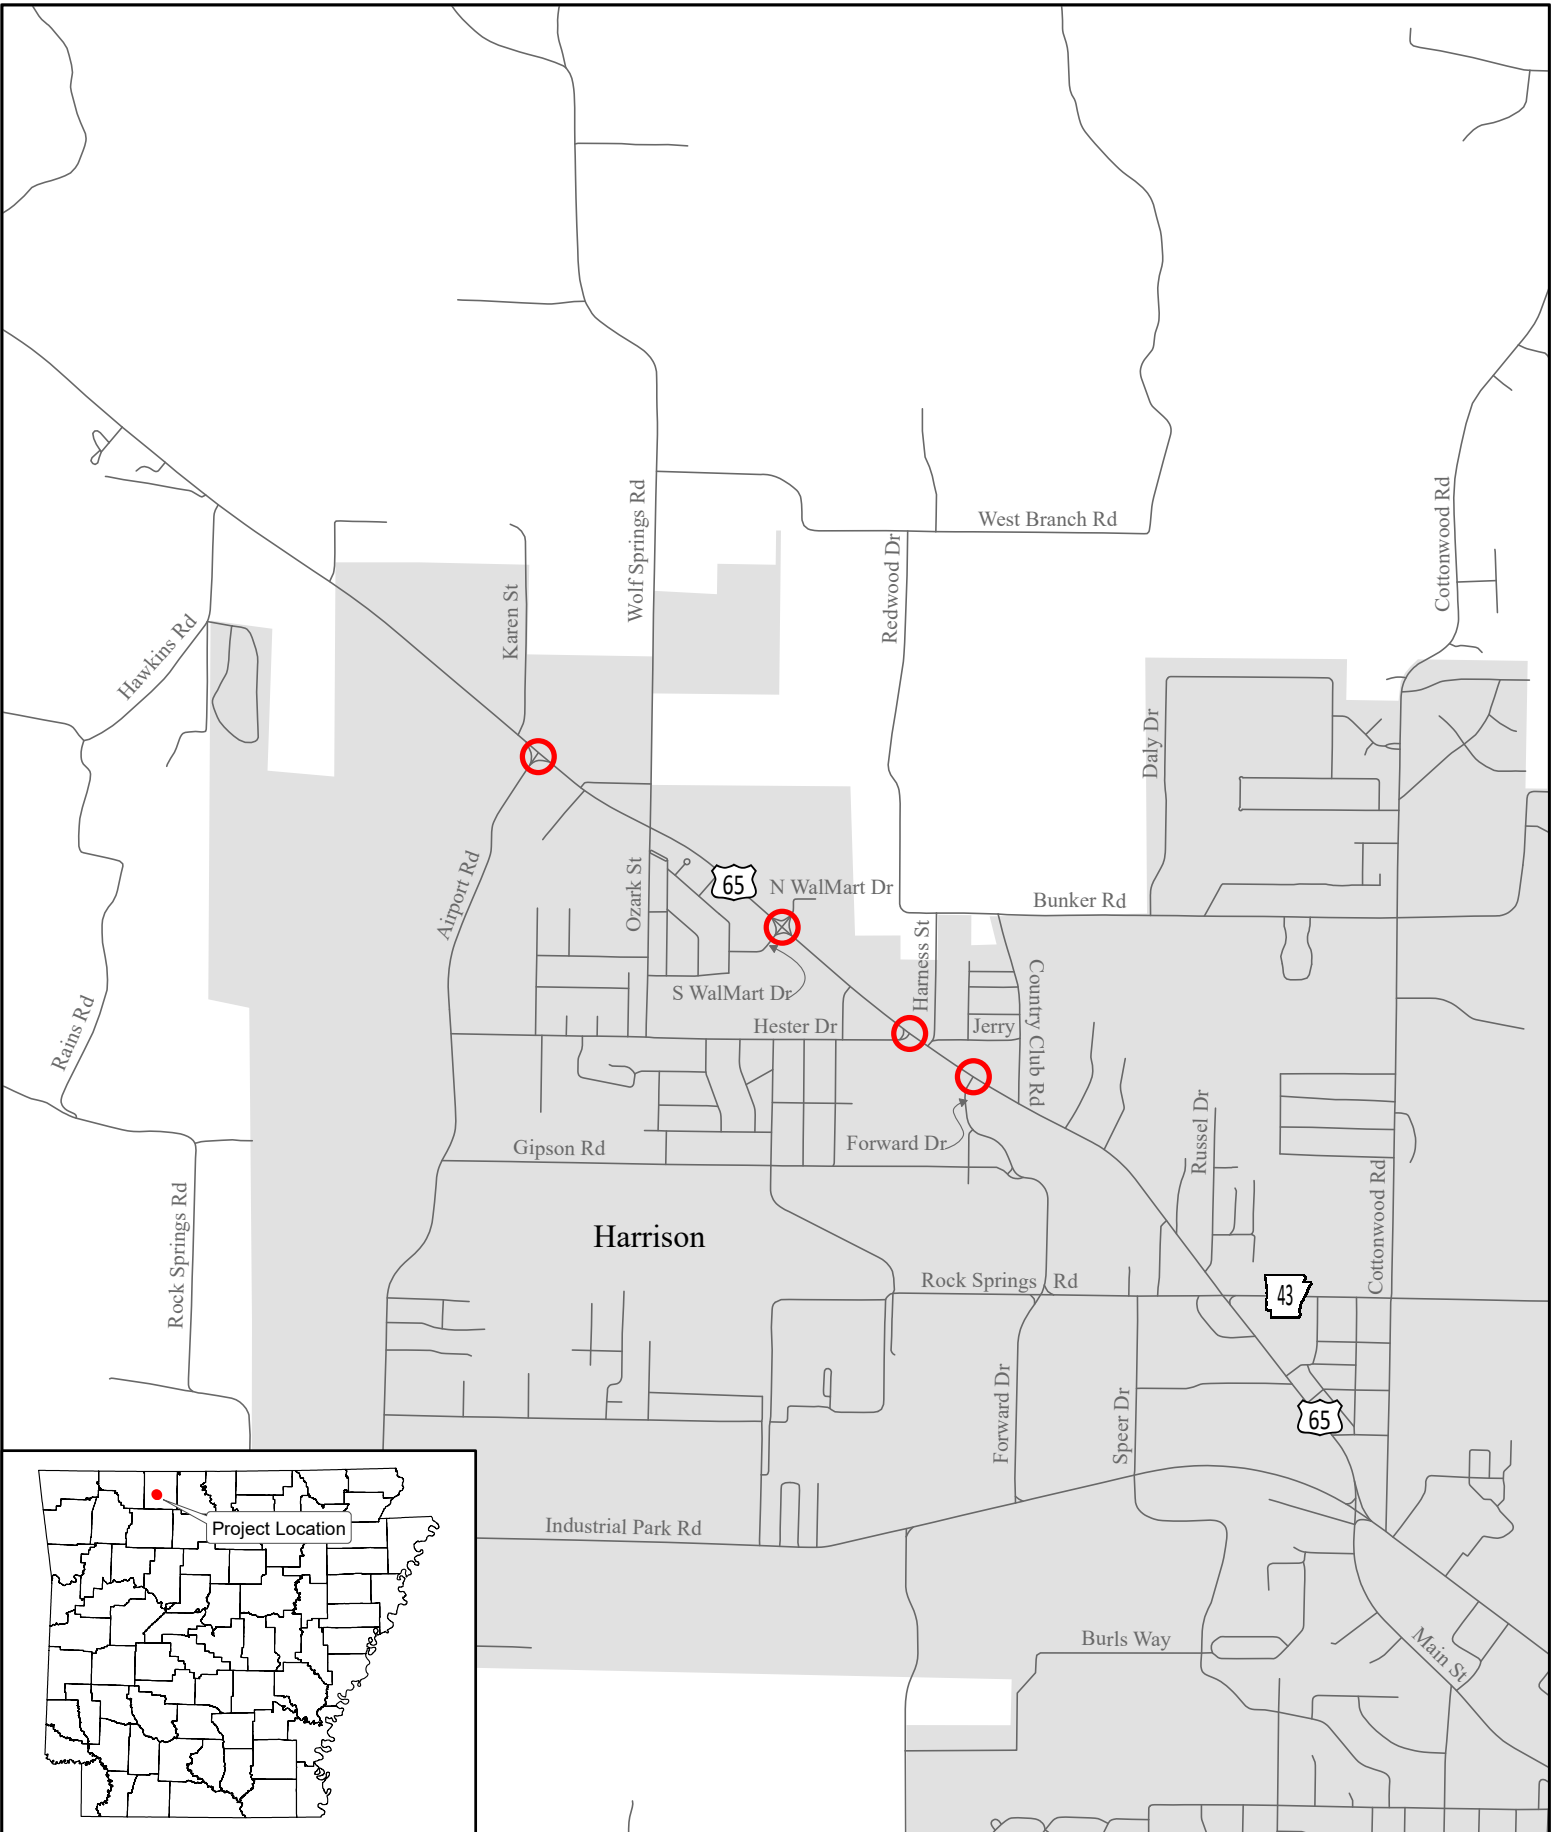 Wolf Springs Rd
West Branch Rd
Cottonwood Rd
Redwood Dr
Karen St
Hawkins Rd
Daly Dr
Airport Rd
Ozark St
65
N WalMart Dr
Bunker Rd
Harness St
Country Club Rd
S WalMart Dr
Rains Rd
Hester Dr
Jerry
Russel Dr
Forward Dr
Gipson Rd
Cottonwood Rd
Rock Springs Rd
Harrison
Rock Springs Rd
43
Forward Dr
Speer Dr
65
Project Location
Industrial Park Rd
Burls Way
Main St